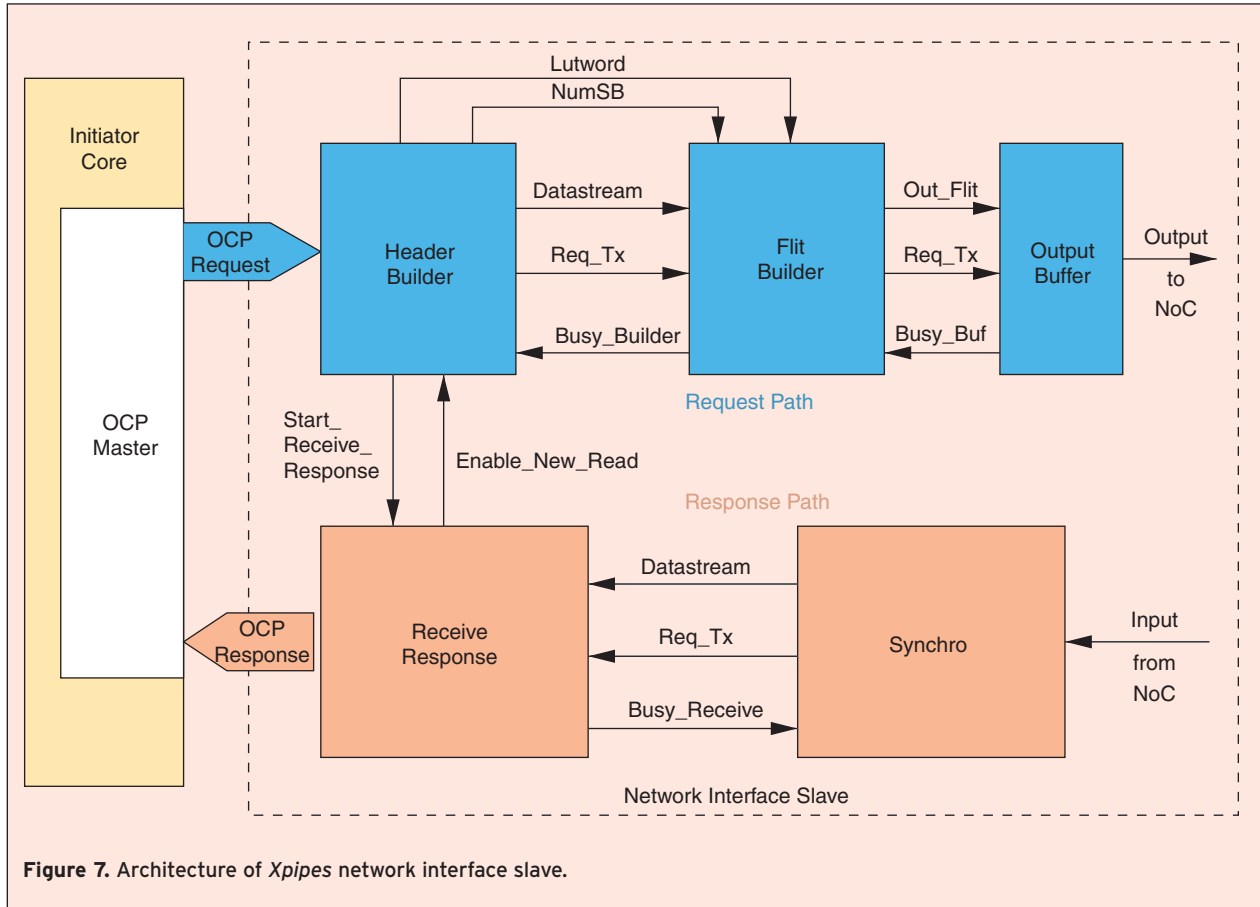 Lutword
NumSB
Initiator
Core
OCP
Master
OCP
Request
Header
Builder
Datastream
Req_Tx
Busy_Builder
Flit
Builder
Out_Flit
Req_Tx
Busy_Buf
Output
Buffer
Output
to
NoC
Request Path
Start_
Receive_
Response
Enable_New_Read
Response Path
OCP
Response
Receive
Response
Datastream
Req_Tx
Busy_Receive
Synchro
Input
from
NoC
Network Interface Slave
Figure 7. Architecture of Xpipes network interface slave.